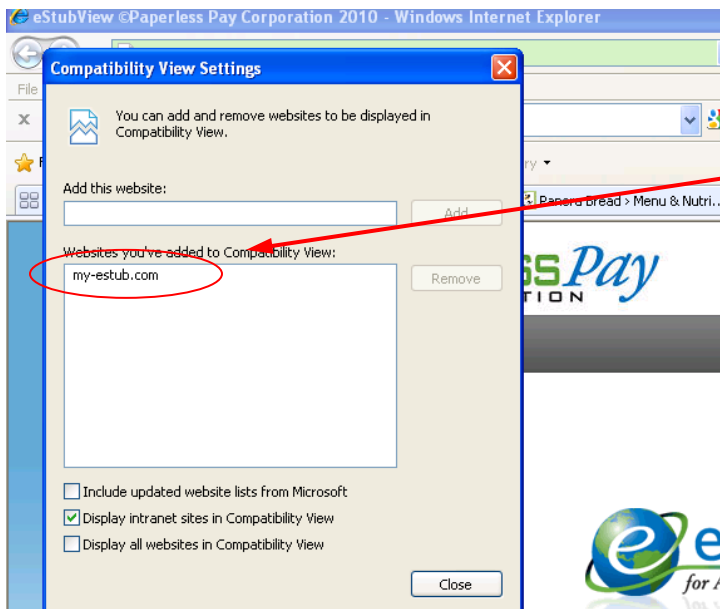 eStubView ©Paperless Pay Corporation 2010 - Windows Internet Explorer
File
Compatibility View Settings
You can add and remove websites to be displayed in
Compatibility View.
Add this website:
Add
Panera Bread > Menu & Nutri...
Websites you've added to Compatibility View:
my-estub.com
Remove
Pay
Include updated website lists from Microsoft
Display intranet sites in Compatibility View
Display all websites in Compatibility View
Close